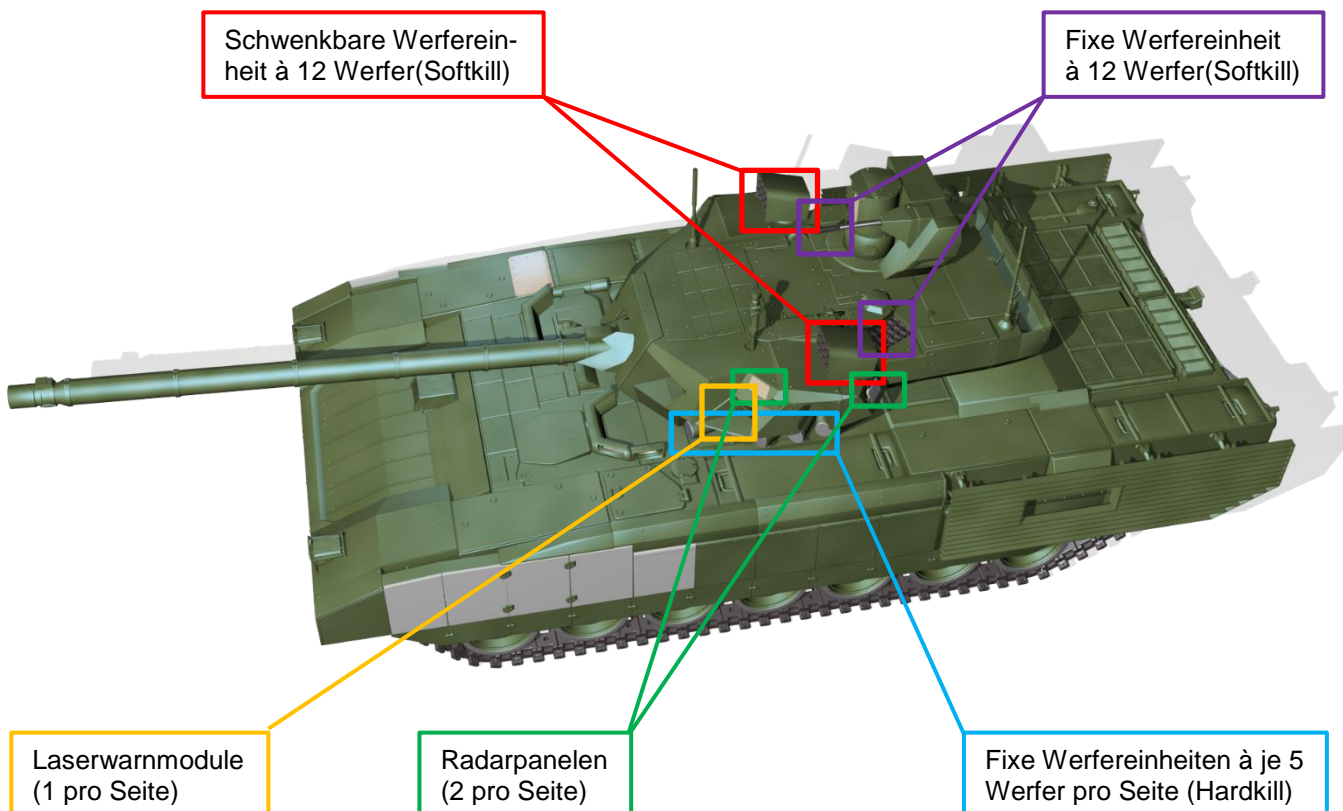 Schwenkbare Werferein-
heit à 12 Werfer(Softkill)
Fixe Werfereinheit
à 12 Werfer(Softkill)
Laserwarnmodule
(1 pro Seite)
Radarpanelen
(2 pro Seite)
Fixe Werfereinheiten à je 5
Werfer pro Seite (Hardkill)